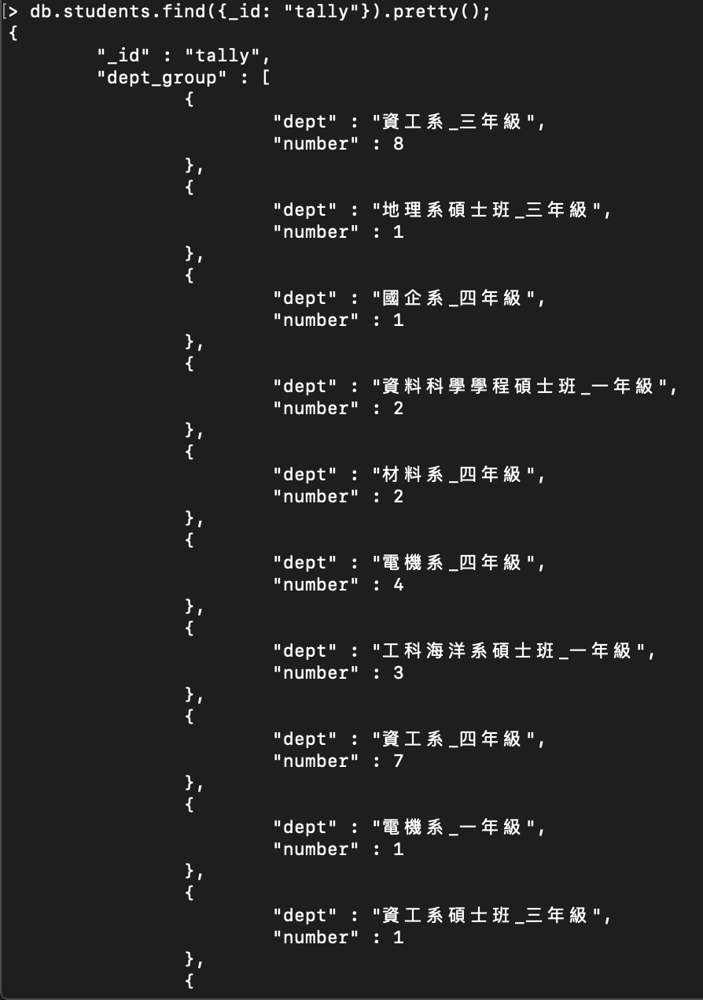 [> db.students.find({_id: "tally"}).pretty();
{
"_id" : "tally",
"dept_group" : [
{
"dept" : "資工系_三年級",
"number" : 8
},
{
"dept" : "地理系碩士班_三年級",
"number" : 1
},
{
"dept" : "國企系_四年級",
"number" : 1
},
{
"dept" : "資料科學學程碩士班_一年級",
"number" : 2
},
{
"dept" : "材料系_四年級",
"number" : 2
},
{
"dept" : "電機系_四年級",
"number" : 4
},
{
"dept" : "工科海洋系碩士班_一年級",
"number" : 3
},
{
"dept" : "資工系_四年級",
"number" : 7
},
{
"dept" : "電機系_一年級",
"number" : 1
},
{
"dept" : "資工系碩士班_三年級",
"number" : 1
},
{